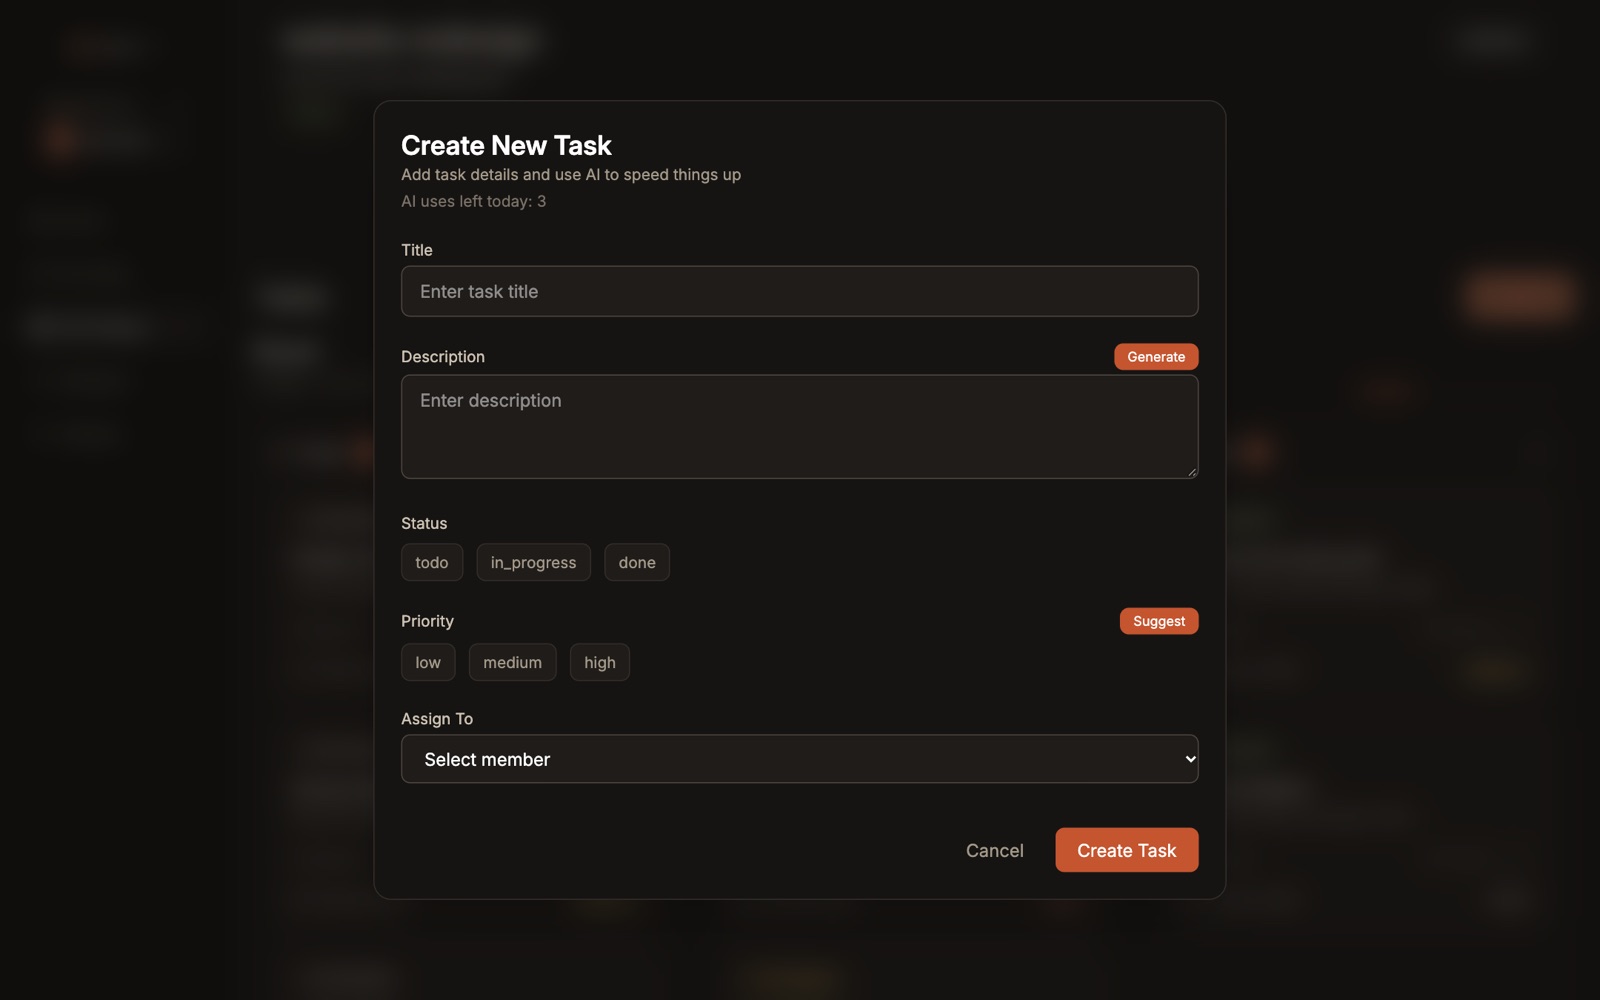 Create New Task
Add task details and use AI to speed things up
AI uses left today: 3
Title
Enter task title
Description
Generate
Enter description
Status
todo
in_progress
done
Priority
Suggest
low
medium
high
Assign To
Select member
Cancel
Create Task